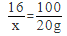 16/x = 100/20g